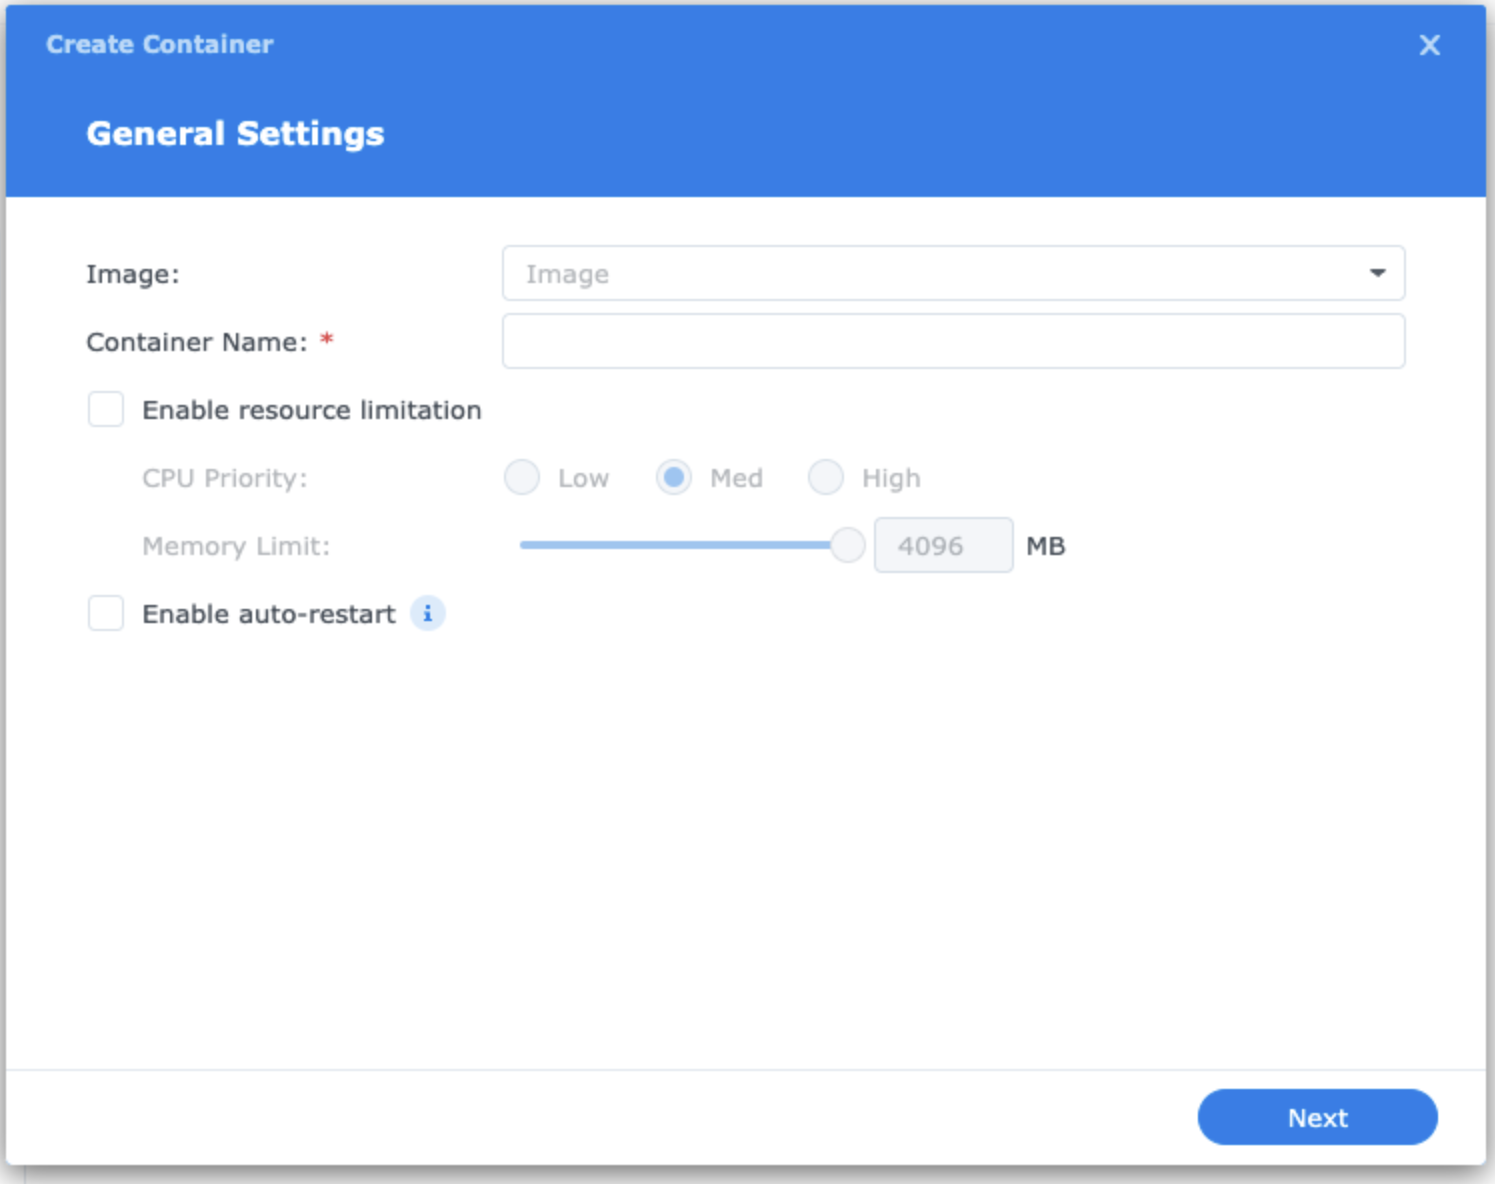 Create Container X
General Settings
Image: Image
Container Name: *
Enable resource limitation
CPU Priority: Low Med High
Memory Limit: 4096 MB
Enable auto-restart i
Next